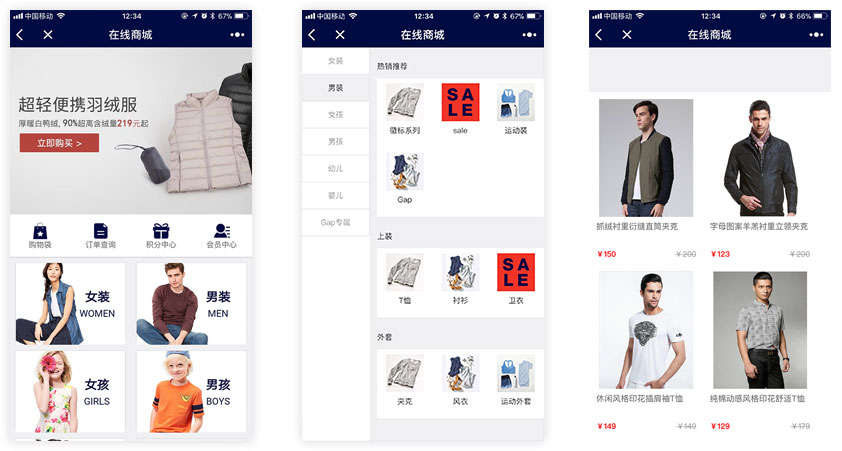 中国移动 12:34 68%
在线商城
超轻便携羽绒服
厚暖白鸭绒, 90%超高含绒量219元起
立即购买 >
购物袋 订单查询 积分中心 会员中心
女装 WOMEN
男装 MEN
女孩 GIRLS
男孩 BOYS
中国移动 12:34 67%
在线商城
女装
男装
女孩
男孩
幼儿
婴儿
Gap专属
热销推荐
SALE
徽标系列 sale 运动装
Gap
上装
SALE
T恤 衬衫 卫衣
外套
夹克 风衣 运动外套
中国移动 12:34 66%
在线商城
抓绒衬里衍缝直筒夹克
¥150 ¥200
字母图案羊羔衬里立领夹克
¥123 ¥200
休闲风格印花插肩袖T恤
¥149 ¥149
纯棉动感风格印花舒适T恤
¥129 ¥179